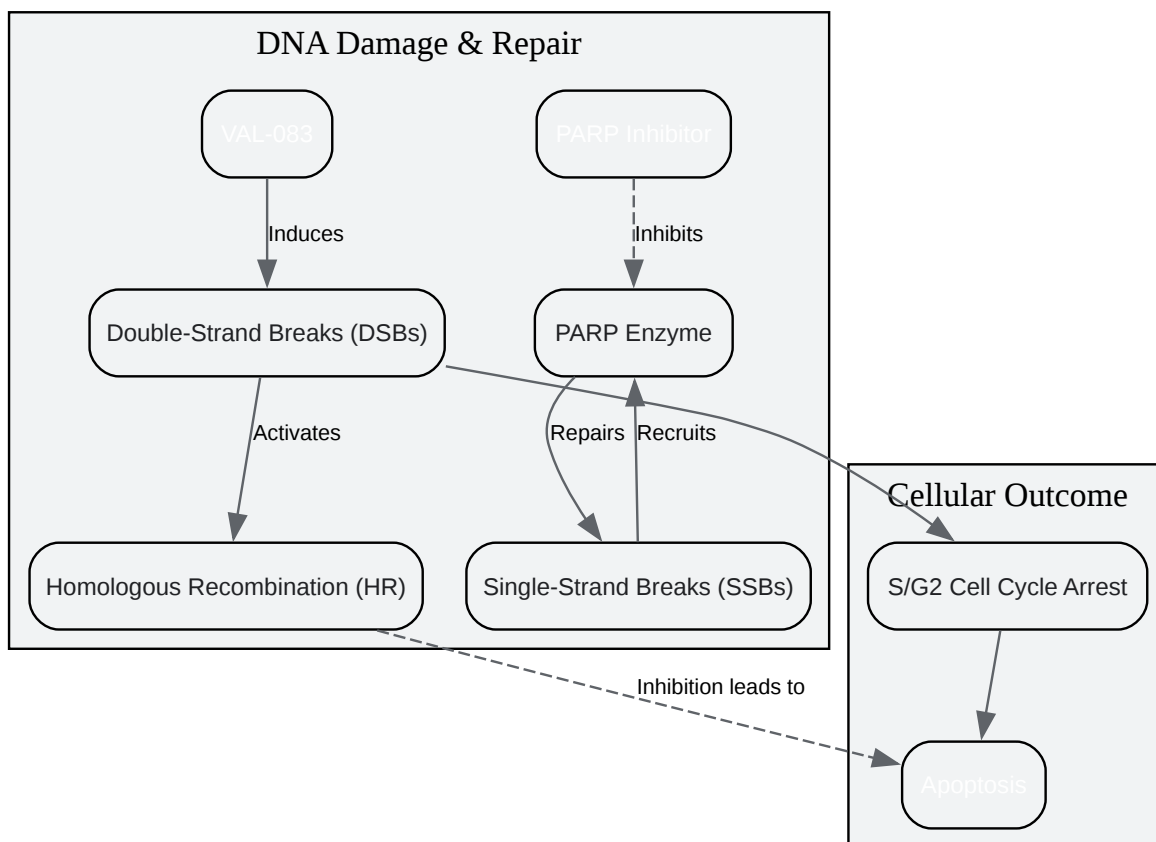 DNA Damage & Repair
VAL-083
PARP Inhibitor
Induces
Inhibits
Double-Strand Breaks (DSBs)
PARP Enzyme
Activates
Repairs
Recruits
Cellular Outcome
Homologous Recombination (HR)
Single-Strand Breaks (SSBs)
S/G2 Cell Cycle Arrest
Inhibition leads to
Apoptosis